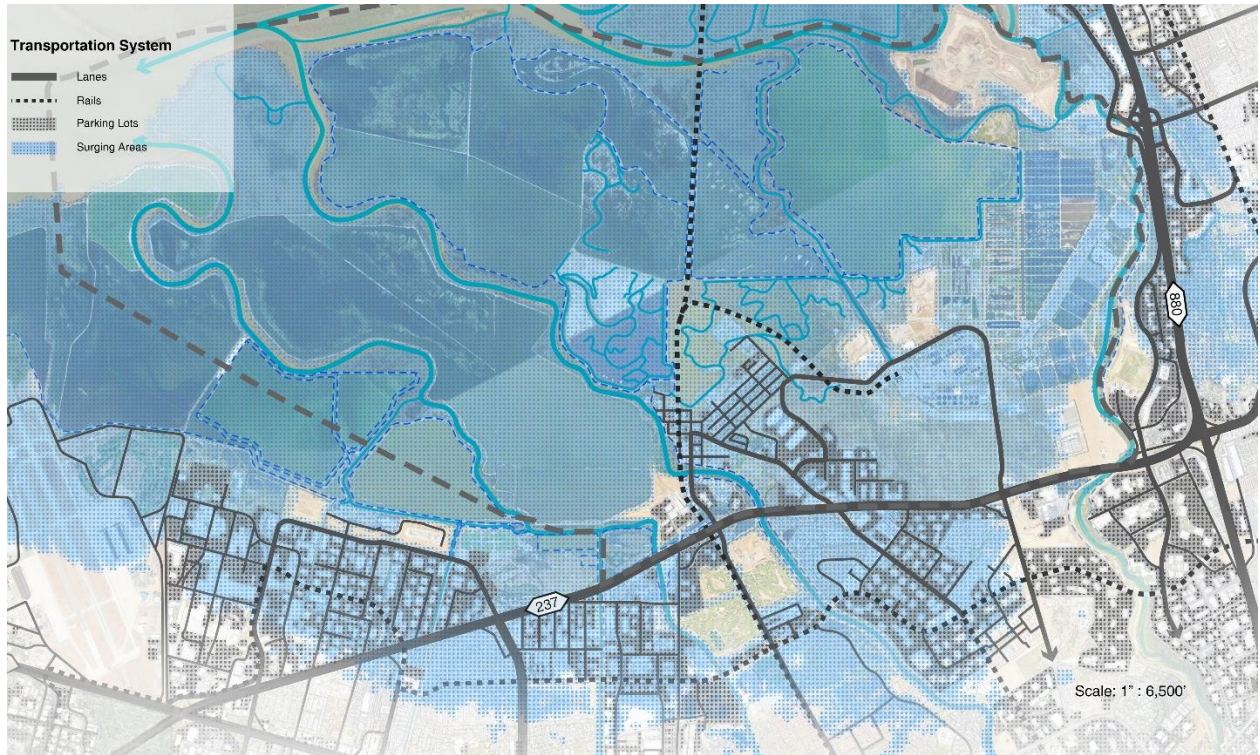 Transportation System
Lanes
Rails
Parking Lots
Surging Areas
880
237
Scale: 1" : 6,500'